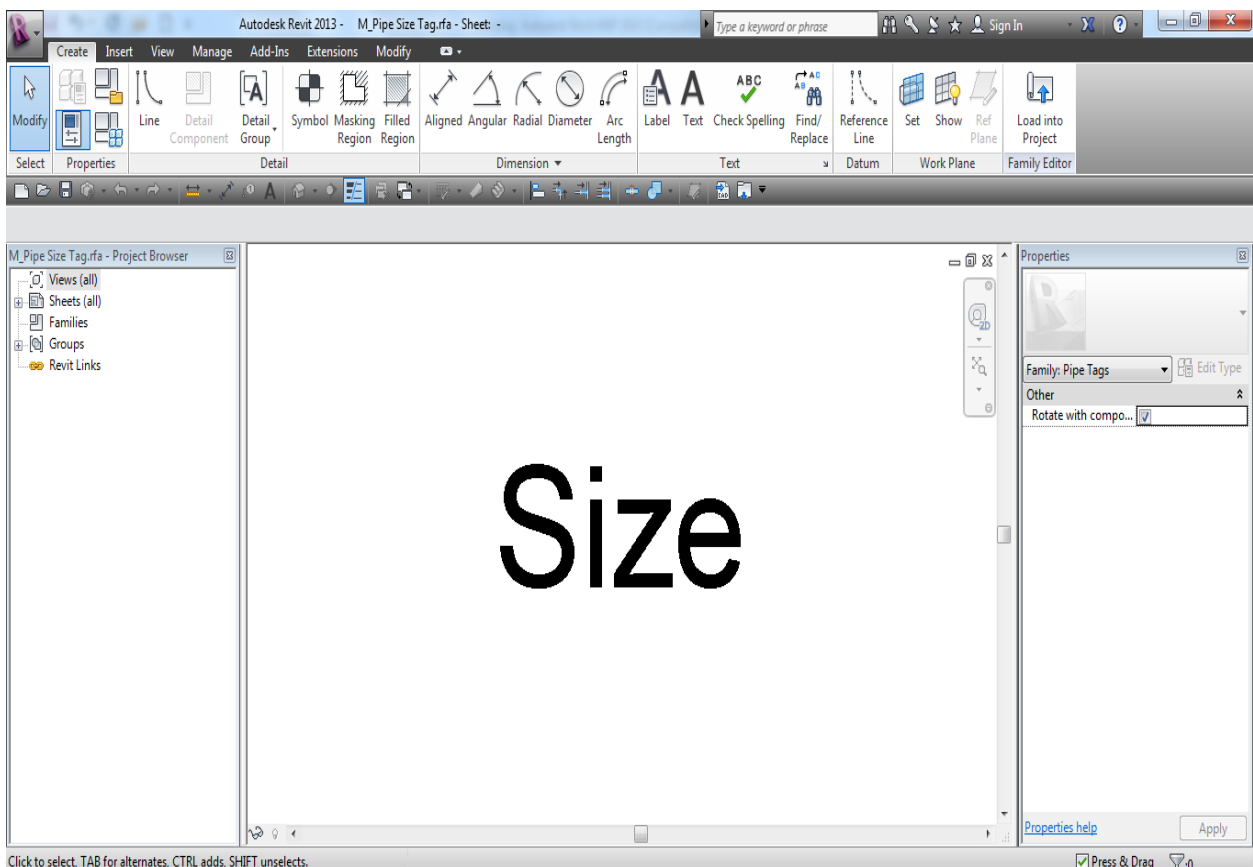 Autodesk Revit 2013 - M_Pipe Size Tag.rfa - Sheet: -
Type a keyword or phrase
Sign In
Create Insert View Manage Add-Ins Extensions Modify
Modify
Line
Detail Component
Detail Group
Symbol
Masking Region
Filled Region
Aligned
Angular
Radial
Diameter
Arc Length
Label
Text
ABC
Check Spelling
Find/ Replace
Reference Line
Set
Show
Ref Plane
Load into Project
Select Properties Detail Dimension Text Datum Work Plane Family Editor
M_Pipe Size Tag.rfa - Project Browser
Views (all)
Sheets (all)
Families
Groups
Revit Links
Size
2D
Properties
Family: Pipe Tags
Edit Type
Other
Rotate with compo...
Properties help
Apply
Click to select, TAB for alternates, CTRL adds, SHIFT unselects.
Press & Drag
:0